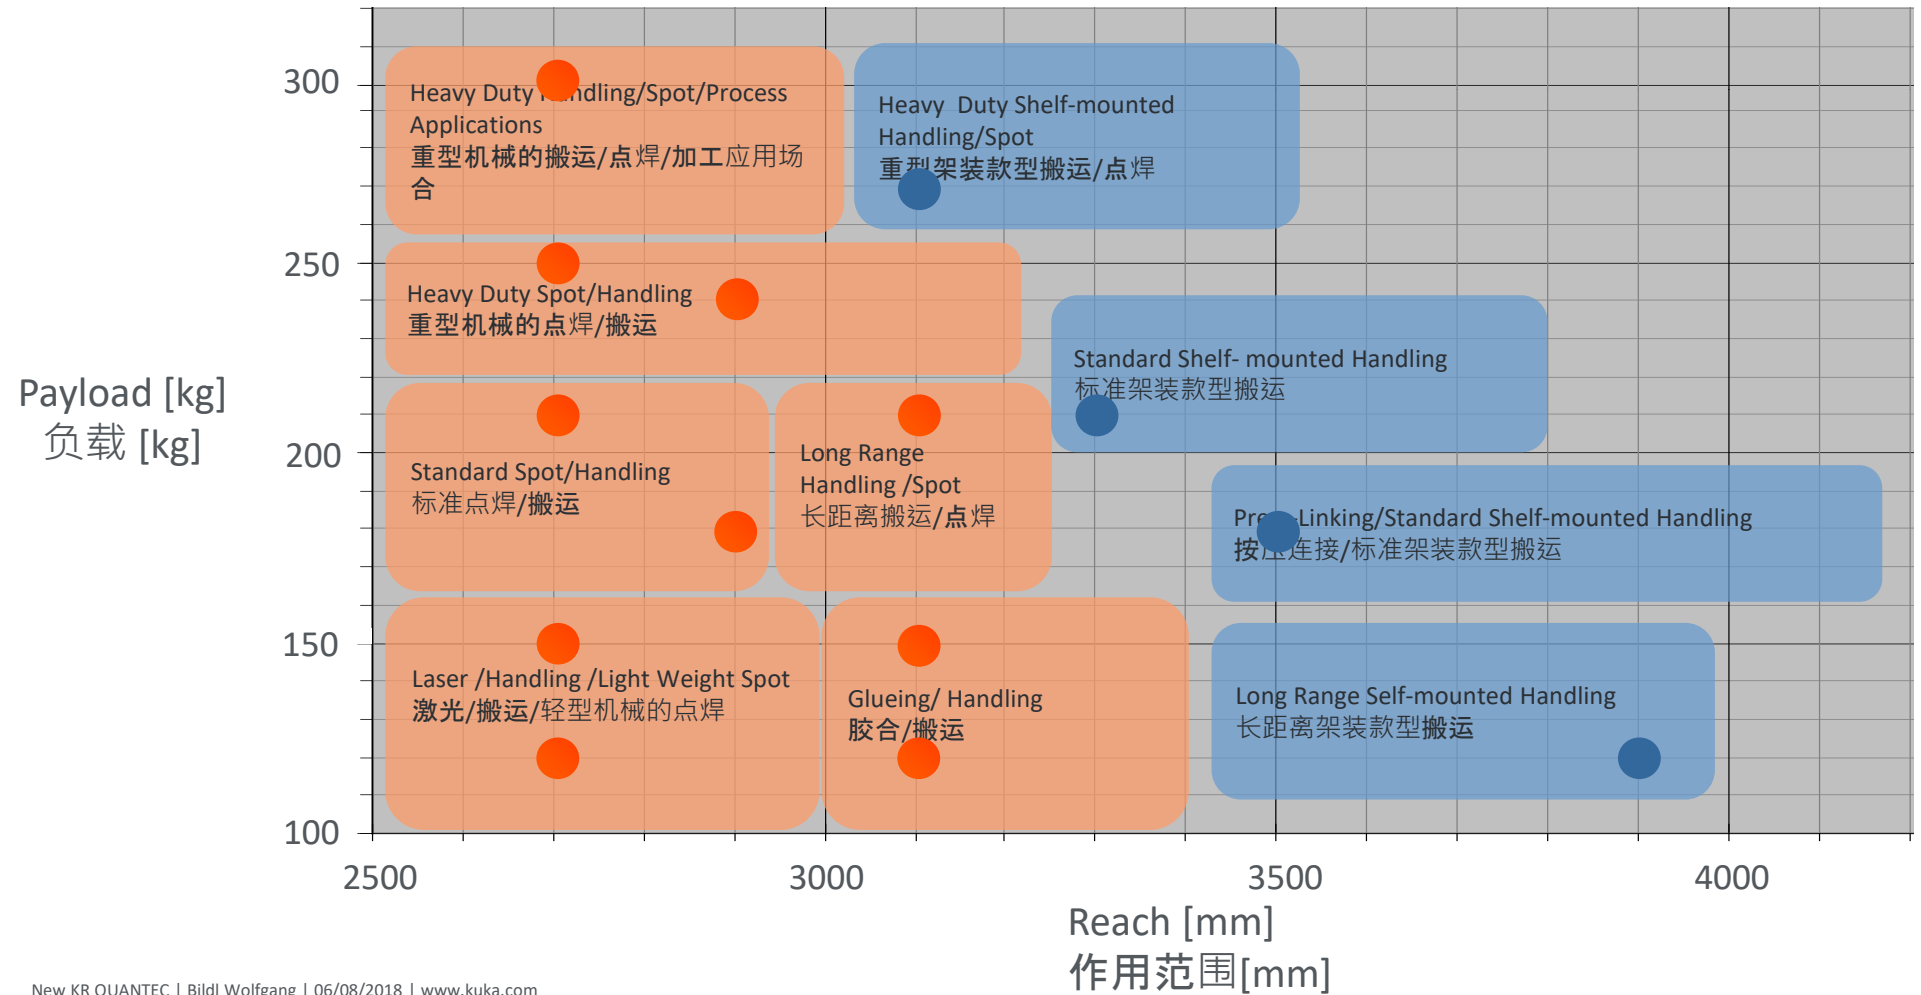 300
Heavy Duty Handling/Spot/Process
Applications
重型机械的搬运/点焊/加工应用场
合
Heavy Duty Shelf-mounted
Handling/Spot
重型架装款型搬运/点焊
250
Heavy Duty Spot/Handling
重型机械的点焊/搬运
Standard Shelf- mounted Handling
标准架装款型搬运
Payload [kg]
负载 [kg]
200
Standard Spot/Handling
标准点焊/搬运
Long Range
Handling /Spot
长距离搬运/点焊
Press-Linking/Standard Shelf-mounted Handling
按压连接/标准架装款型搬运
150
Laser /Handling /Light Weight Spot
激光/搬运/轻型机械的点焊
Glueing/ Handling
胶合/搬运
Long Range Self-mounted Handling
长距离架装款型搬运
100
2500
3000
3500
4000
Reach [mm]
作用范围[mm]
New KR QUANTEC | Bildl Wolfgang | 06/08/2018 | www.kuka.com